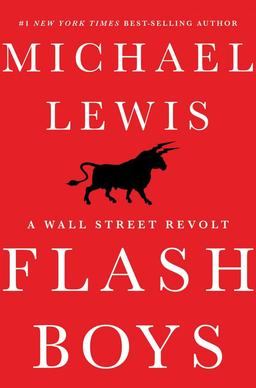 #1 NEW YORK TIMES BEST-SELLING AUTHOR
MICHAEL
LEWIS
A WALL STREET REVOLT
FLASH
BOYS